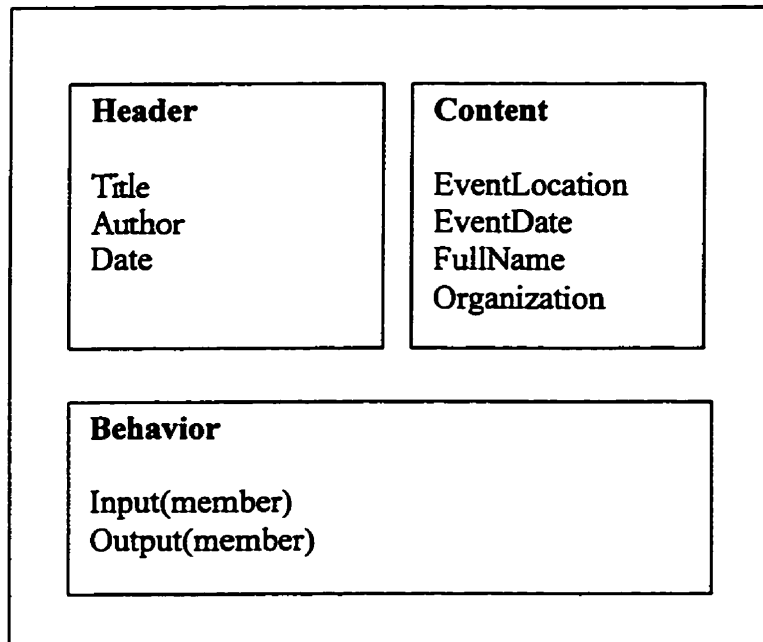 Header
Title
Author
Date
Content
EventLocation
EventDate
FullName
Organization
Behavior
Input(member)
Output(member)